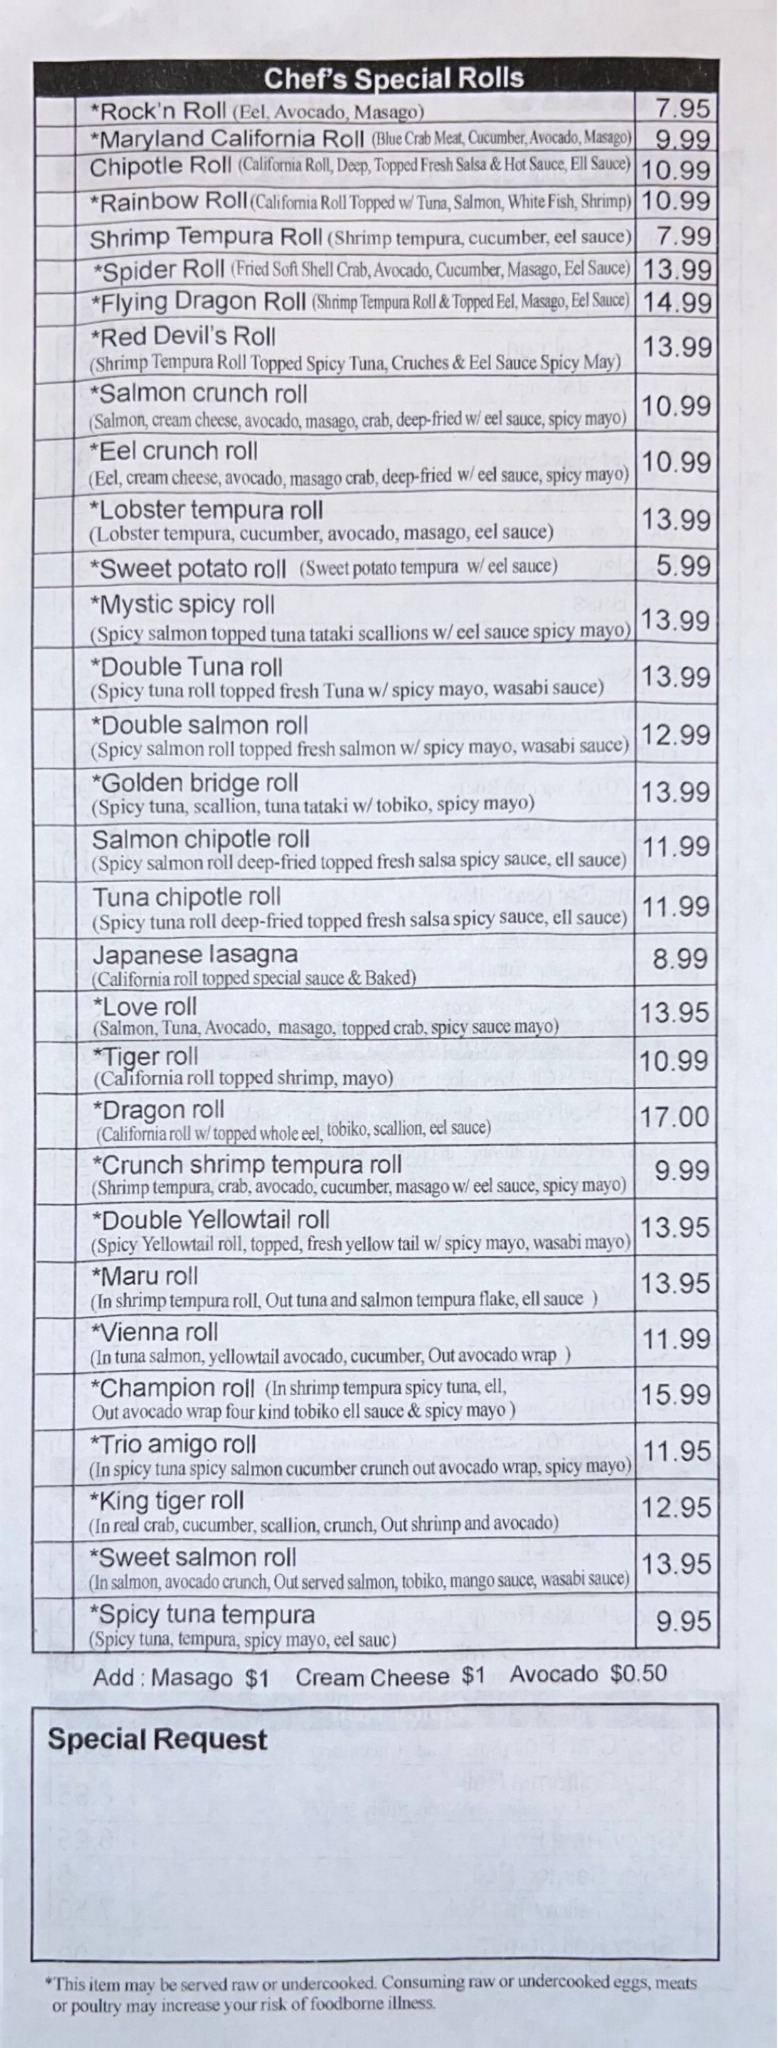 Chef's Special Rolls
*Rock'n Roll (Eel, Avocado, Masago) 7.95
*Maryland California Roll (Blue Crab Meat, Cucumber, Avocado, Masago) 9.99
Chipotle Roll (California Roll, Deep, Topped Fresh Salsa & Hot Sauce, Ell Sauce) 10.99
*Rainbow Roll (California Roll Topped w/ Tuna, Salmon, White Fish, Shrimp) 10.99
Shrimp Tempura Roll (Shrimp tempura, cucumber, eel sauce) 7.99
*Spider Roll (Fried Soft Shell Crab, Avocado, Cucumber, Masago, Eel Sauce) 13.99
*Flying Dragon Roll (Shrimp Tempura Roll & Topped Eel, Masago, Eel Sauce) 14.99
*Red Devil's Roll 13.99
(Shrimp Tempura Roll Topped Spicy Tuna, Cruches & Eel Sauce Spicy May)
*Salmon crunch roll 10.99
(Salmon, cream cheese, avocado, masago, crab, deep-fried w/ eel sauce, spicy mayo)
*Eel crunch roll 10.99
(Eel, cream cheese, avocado, masago crab, deep-fried w/ eel sauce, spicy mayo)
*Lobster tempura roll 13.99
(Lobster tempura, cucumber, avocado, masago, eel sauce)
*Sweet potato roll (Sweet potato tempura w/ eel sauce) 5.99
*Mystic spicy roll 13.99
(Spicy salmon topped tuna tataki scallions w/ eel sauce spicy mayo)
*Double Tuna roll 13.99
(Spicy tuna roll topped fresh Tuna w/ spicy mayo, wasabi sauce)
*Double salmon roll 12.99
(Spicy salmon roll topped fresh salmon w/ spicy mayo, wasabi sauce)
*Golden bridge roll 13.99
(Spicy tuna, scallion, tuna tataki w/ tobiko, spicy mayo)
Salmon chipotle roll 11.99
(Spicy salmon roll deep-fried topped fresh salsa spicy sauce, ell sauce)
Tuna chipotle roll 11.99
(Spicy tuna roll deep-fried topped fresh salsa spicy sauce, ell sauce)
Japanese lasagna 8.99
(California roll topped special sauce & Baked)
*Love roll 13.95
(Salmon, Tuna, Avocado, masago, topped crab, spicy sauce mayo)
*Tiger roll 10.99
(California roll topped shrimp, mayo)
*Dragon roll 17.00
(California roll w/ topped whole eel, tobiko, scallion, eel sauce)
*Crunch shrimp tempura roll 9.99
(Shrimp tempura, crab, avocado, cucumber, masago w/ eel sauce, spicy mayo)
*Double Yellowtail roll 13.95
(Spicy Yellowtail roll, topped, fresh yellow tail w/ spicy mayo, wasabi mayo)
*Maru roll 13.95
(In shrimp tempura roll, Out tuna and salmon tempura flake, ell sauce )
*Vienna roll 11.99
(In tuna salmon, yellowtail avocado, cucumber, Out avocado wrap )
*Champion roll (In shrimp tempura spicy tuna, ell, 15.99
Out avocado wrap four kind tobiko ell sauce & spicy mayo )
*Trio amigo roll 11.95
(In spicy tuna spicy salmon cucumber crunch out avocado wrap, spicy mayo)
*King tiger roll 12.95
(In real crab, cucumber, scallion, crunch, Out shrimp and avocado)
*Sweet salmon roll 13.95
(In salmon, avocado crunch, Out served salmon, tobiko, mango sauce, wasabi sauce)
*Spicy tuna tempura 9.95
(Spicy tuna, tempura, spicy mayo, eel sauc)
Add : Masago $1 Cream Cheese $1 Avocado $0.50
Special Request
*This item may be served raw or undercooked. Consuming raw or undercooked eggs, meats
or poultry may increase your risk of foodborne illness.